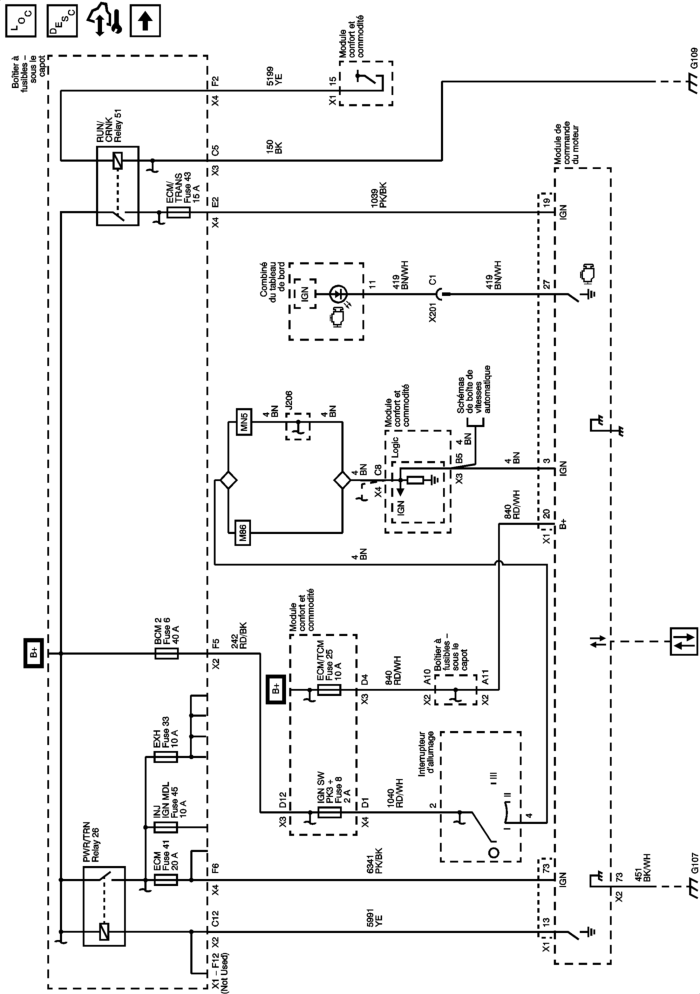 L O C
D E S C
Boîtier à
fusibles –
sous le
capot
B+
PWR/TRN
Relay 26
RUN/
CRNK
Relay 51
ECM
Fuse 41
20 A
INJ
IGN MDL
Fuse 45
10 A
EXH
Fuse 33
10 A
BCM 2
Fuse 6
40 A
ECM/
TRANS
Fuse 43
15 A
X1 – F12
(Not Used)
X2
C12
X4
F6
X2
F5
X4
E2
X3
C5
X4
F2
242
RD/BK
150
BK
5199
YE
Module
confort et
commodité
X1
15
MN5
M86
4
BN
J206
4
BN
Combiné
du tableau
de bord
IGN
11
419
BN/WH
X201
C1
419
BN/WH
X3
D12
Module
confort et
commodité
B+
IGN SW
PK3 +
Fuse 8
2 A
ECM/TCM
Fuse 25
10 A
X4
D1
X3
D4
4
BN
4
BN
X4
C8
Module
confort et
commodité
Logic
IGN
X3
B5
4
BN
Schémas
de boîte de
vitesses
automatique
1039
PK/BK
5991
YE
6341
PK/BK
1040
RD/WH
840
RD/WH
2
Interrupteur
d'allumage
I
II
III
4
X2
A10
Boîtier à
fusibles –
sous le
capot
X2
A11
840
RD/WH
4
BN
X1
13
73
IGN
X1
20
B+
3
IGN
27
19
IGN
Module de
commande
du moteur
X2
73
451
BK/WH
G107
G109